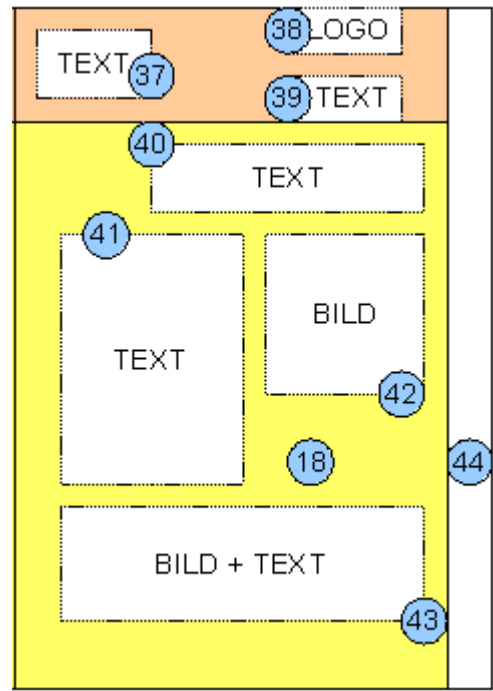 38 LOGO
TEXT 37
39 TEXT
40
TEXT
41
BILD
TEXT
42
18
44
BILD + TEXT
43